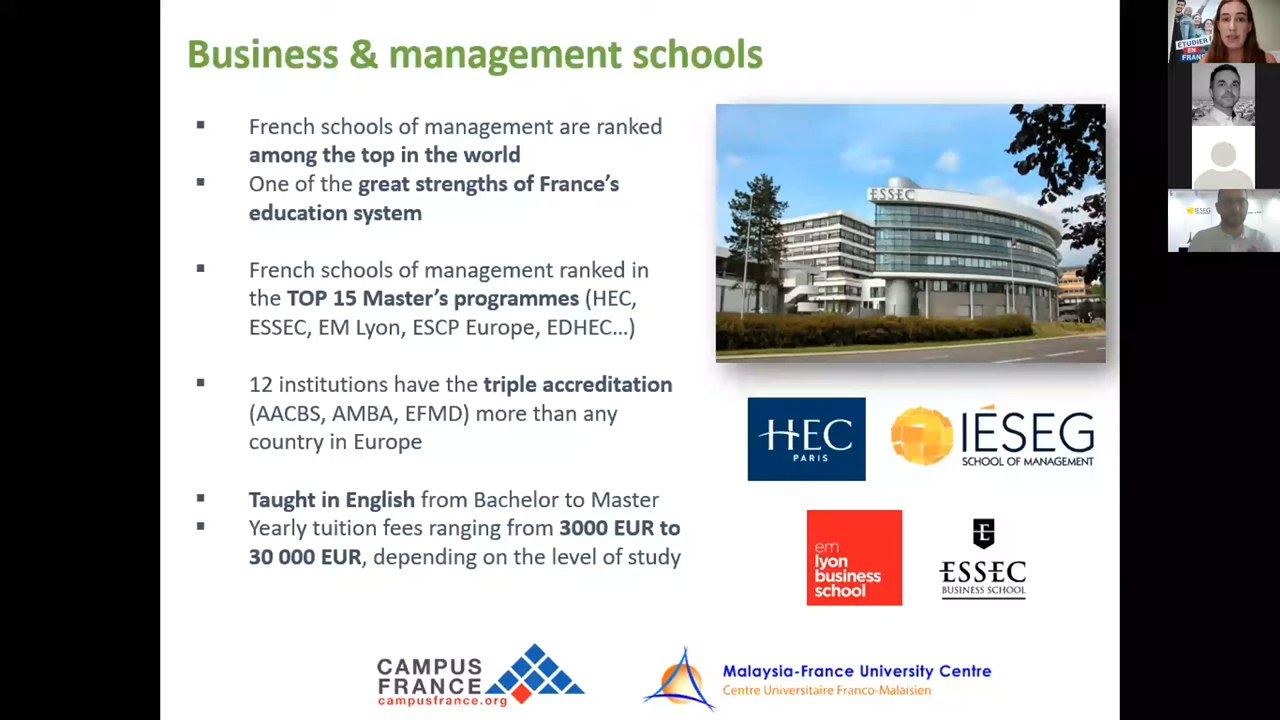 Business & management schools
▪ French schools of management are ranked
among the top in the world
▪ One of the great strengths of France’s
education system
▪ French schools of management ranked in
the TOP 15 Master’s programmes (HEC,
ESSEC, EM Lyon, ESCP Europe, EDHEC…)
▪ 12 institutions have the triple accreditation
(AACBS, AMBA, EFMD) more than any
country in Europe
▪ Taught in English from Bachelor to Master
▪ Yearly tuition fees ranging from 3000 EUR to
30 000 EUR, depending on the level of study
ESSEC
HEC
PARIS
IÉSEG
SCHOOL OF MANAGEMENT
em
lyon
business
school
E
ESSEC
BUSINESS SCHOOL
CAMPUS
FRANCE
campusfrance.org
Malaysia-France University Centre
Centre Universitaire Franco-Malaisien
ÉTUDIER
EN
FRANCE
IESEG